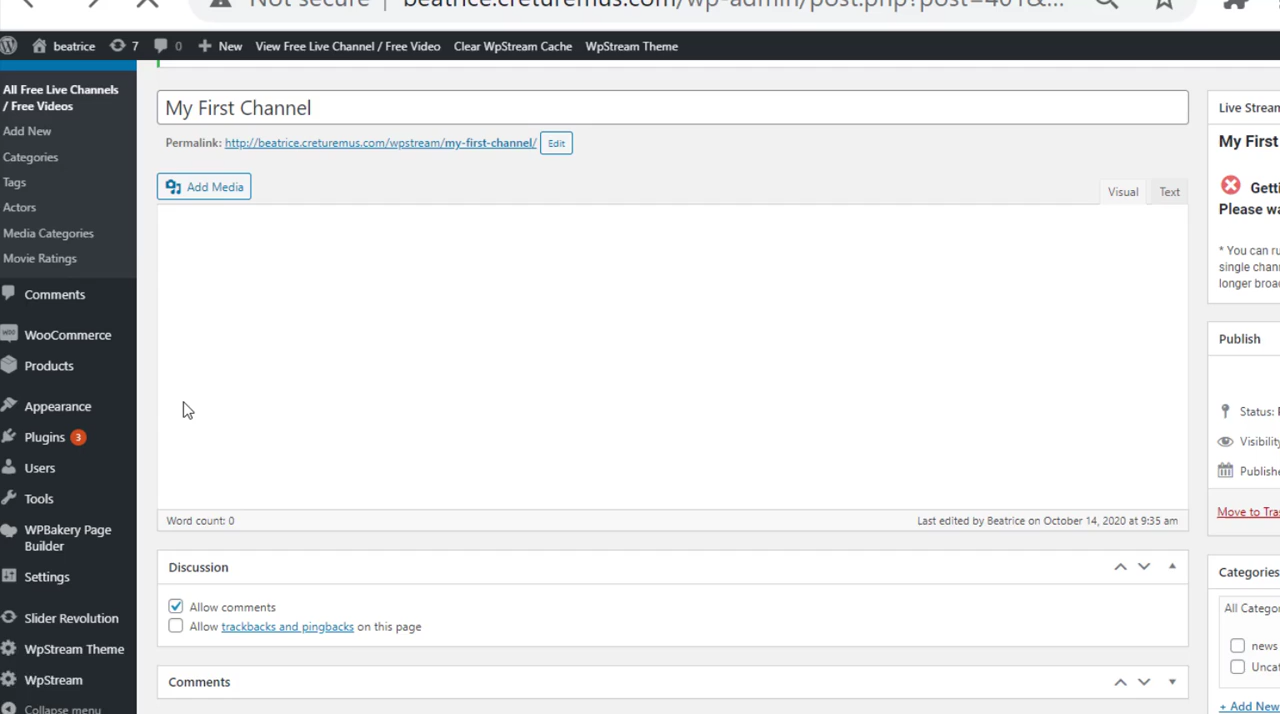 Not secure | beatrice.creturemus.com/wp-admin/post.php?post=401&...
beatrice 7 0 New View Free Live Channel / Free Video Clear WpStream Cache WpStream Theme
All Free Live Channels
/ Free Videos
Add New
Categories
Tags
Actors
Media Categories
Movie Ratings
Comments
WooCommerce
Products
Appearance
Plugins 3
Users
Tools
WPBakery Page
Builder
Settings
Slider Revolution
WpStream Theme
WpStream
Collapse menu
My First Channel
Permalink: http://beatrice.creturemus.com/wpstream/my-first-channel/ Edit
Add Media
Visual Text
Word count: 0 Last edited by Beatrice on October 14, 2020 at 9:35 am
Discussion
Allow comments
Allow trackbacks and pingbacks on this page
Comments
Live Stream
My First
Getti
Please wa
* You can ru
single chan
longer broa
Publish
Status:
Visibility
Publishe
Move to Tra
Categories
All Catego
news
Uncat
+ Add New